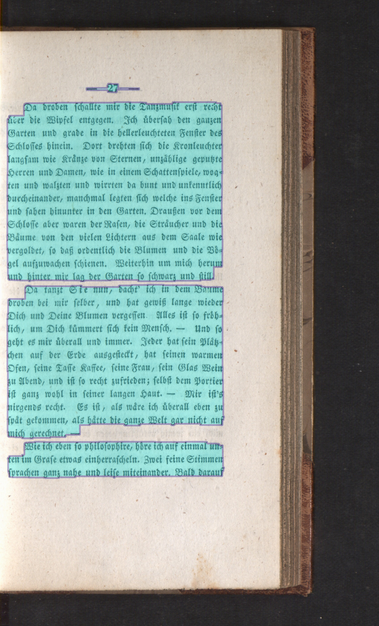 27
Da droben schallte mir die Tanzmusik erst recht
über die Wipfel entgegen. Ich übersah den ganzen
Garten und grade in die hellerleuchteten Fenster des
Schlosses hinein. Dort drehten sich die Kronleuchter
langsam wie Kränze von Sternen, unzählige geputzte
Herren und Damen, wie in einem Schattenspiele, wog-
ten und walzten und wirrten da bunt und unkenntlich
durcheinander, manchmal legten sich welche ins Fenster
und sahen hinunter in den Garten. Draußen vor dem
Schlosse aber waren der Rasen, die Sträucher und die
Bäume von den vielen Lichtern aus dem Saale wie
vergoldet, so daß ordentlich die Blumen und die Vö-
gel aufzuwachen schienen. Weiterhin um mich herum
und hinter mir lag der Garten so schwarz und still.
Da tanzt Sie nun, dacht' ich in dem Baume
droben bei mir selber, und hat gewiß lange wieder
Dich und Deine Blumen vergessen. Alles ist so fröh-
lich, um Dich kümmert sich kein Mensch. — Und so
geht es mir überall und immer. Jeder hat sein Plätz-
chen auf der Erde ausgesteckt, hat seinen warmen
Ofen, seine Tasse Kaffee, seine Frau, sein Glas Wein
zu Abend, und ist so recht zufrieden; selbst dem Portier
ist ganz wohl in seiner langen Haut. — Mir ist's
nirgends recht. Es ist, als wäre ich überall eben zu
spät gekommen, als hätte die ganze Welt gar nicht auf
mich gerechnet. —
Wie ich eben so philosophire, höre ich auf einmal un-
ten im Grase etwas einherrascheln. Zwei feine Stimmen
sprachen ganz nahe und leise miteinander. Bald darauf